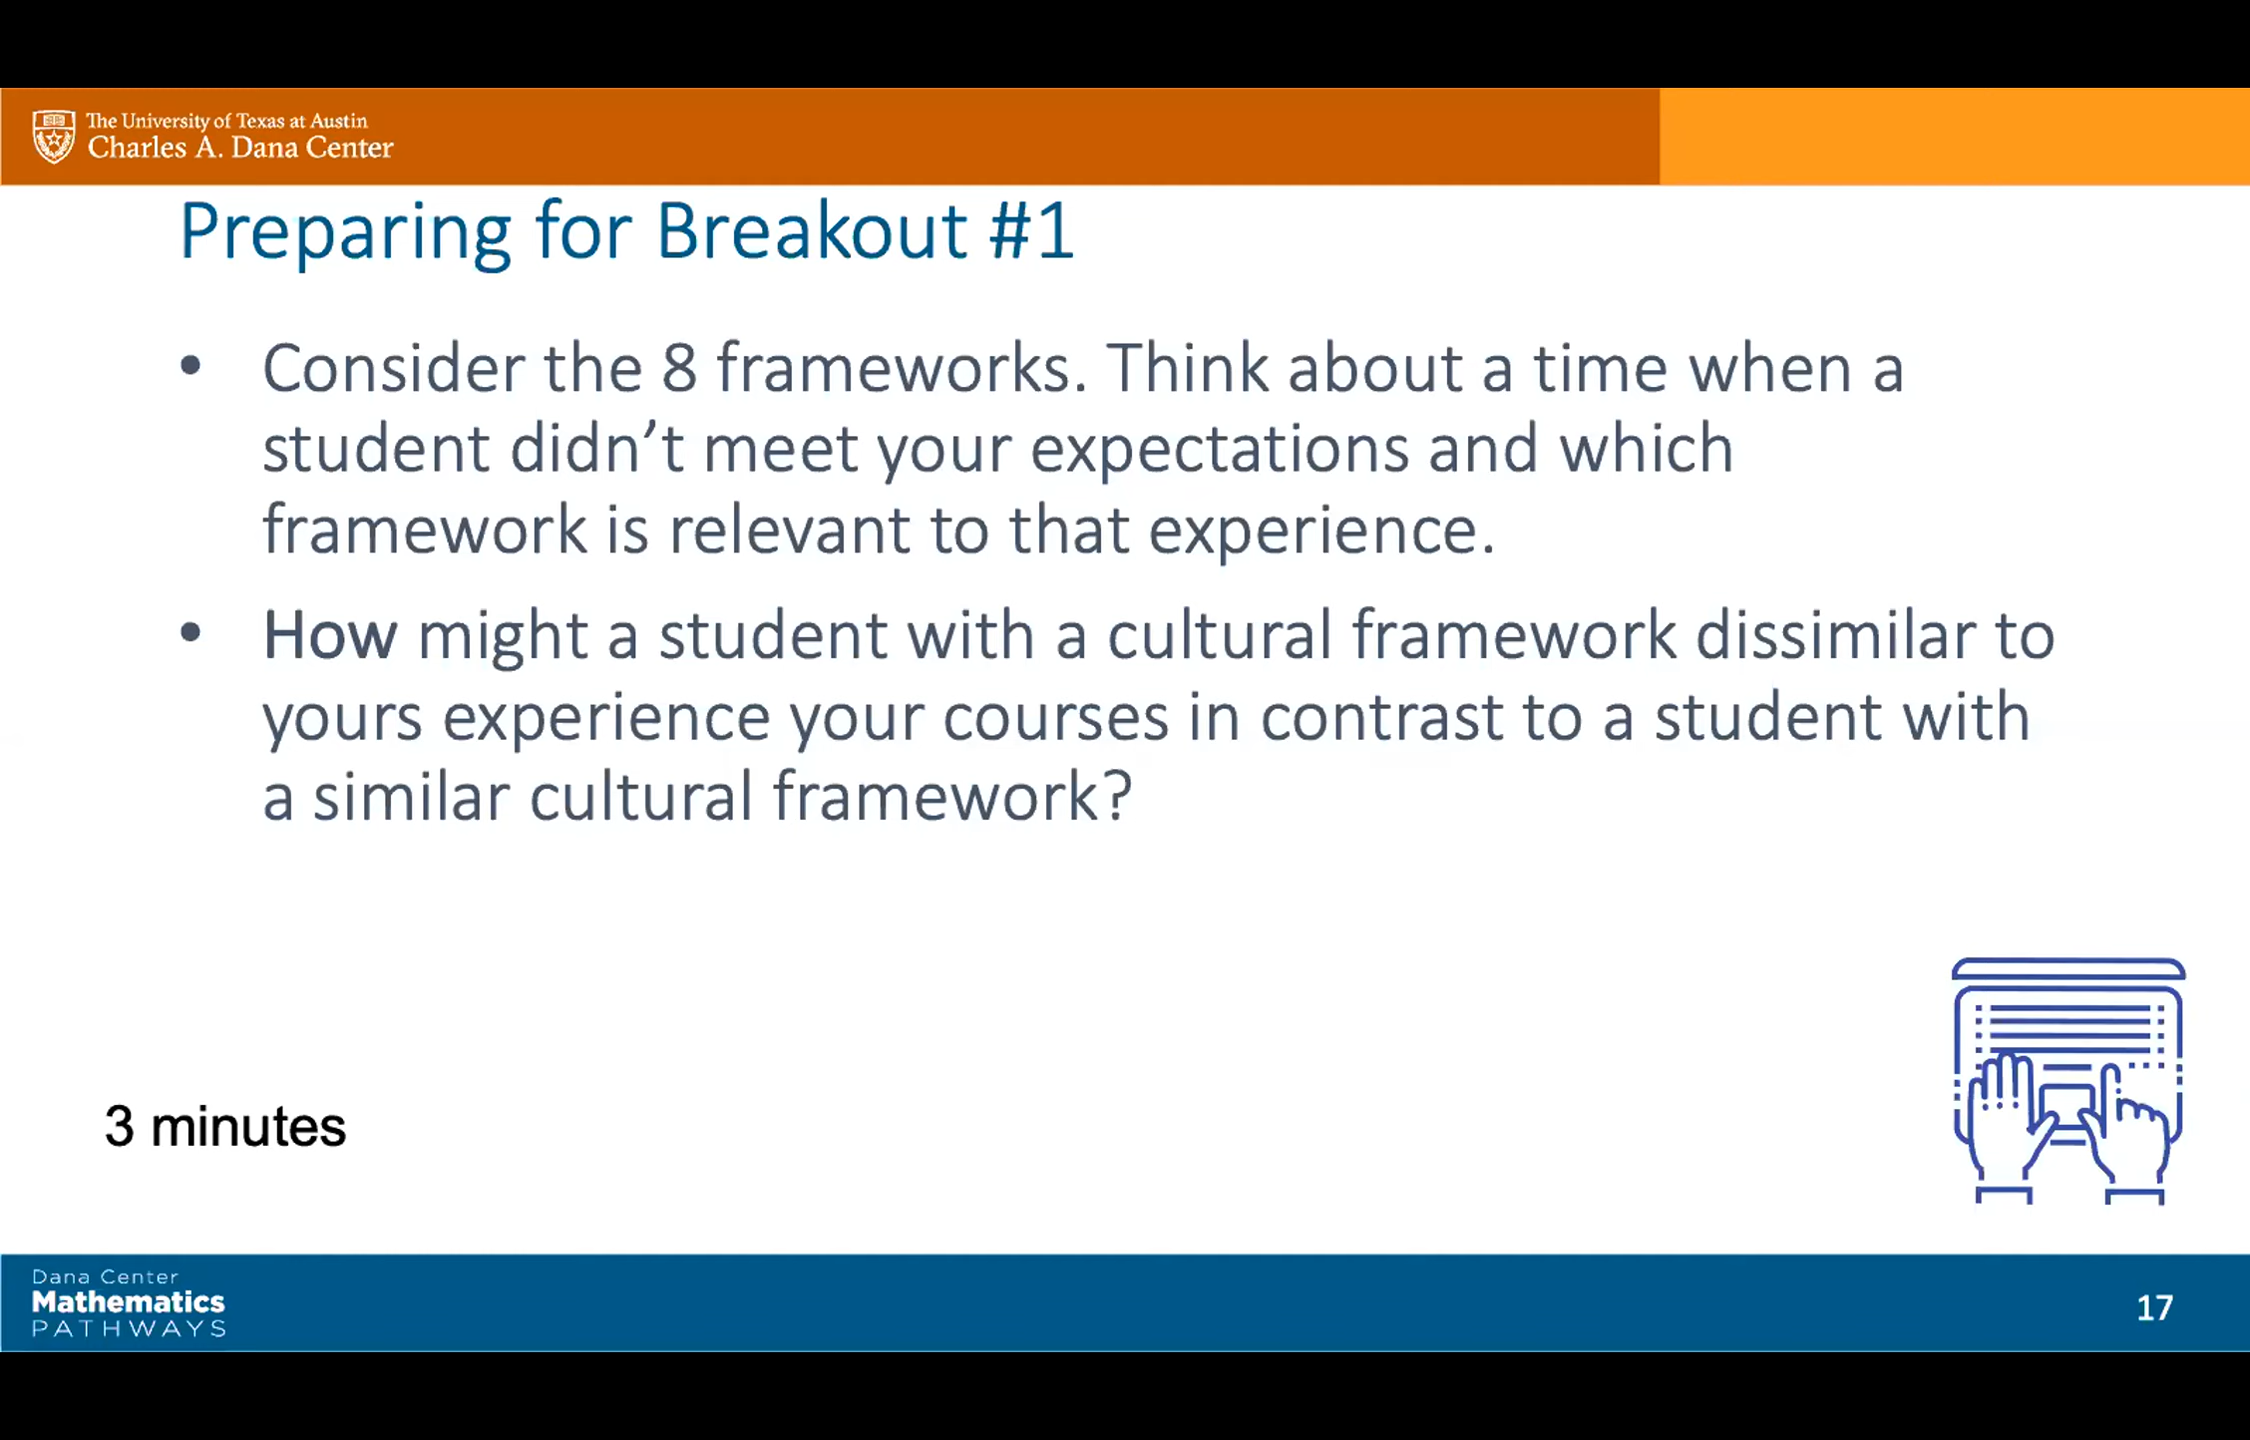 The University of Texas at Austin
Charles A. Dana Center
Preparing for Breakout #1
• Consider the 8 frameworks. Think about a time when a
student didn’t meet your expectations and which
framework is relevant to that experience.
• How might a student with a cultural framework dissimilar to
yours experience your courses in contrast to a student with
a similar cultural framework?
3 minutes
Dana Center
Mathematics
PATHWAYS
17